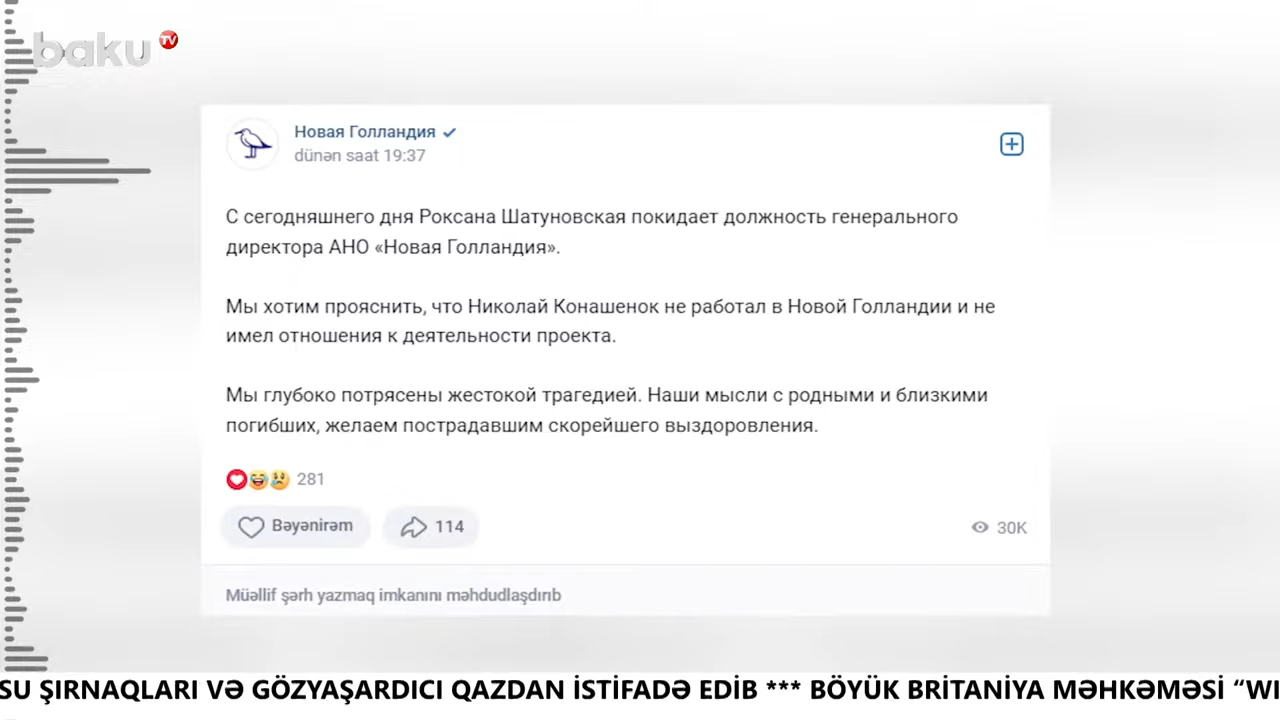 baku TV
Новая Голландия
dünən saat 19:37
С сегодняшнего дня Роксана Шатуновская покидает должность генерального
директора АНО «Новая Голландия».
Мы хотим прояснить, что Николай Конашенок не работал в Новой Голландии и не
имел отношения к деятельности проекта.
Мы глубоко потрясены жестокой трагедией. Наши мысли с родными и близкими
погибших, желаем пострадавшим скорейшего выздоровления.
281
Bəyənirəm 114 30K
Müəllif şərh yazmaq imkanını məhdudlaşdırıb
SU ŞIRNAQLARI VƏ GÖZYAŞARDICI QAZDAN İSTİFADƏ EDİB *** BÖYÜK BRİTANİYA MƏHKƏMƏSİ “WI